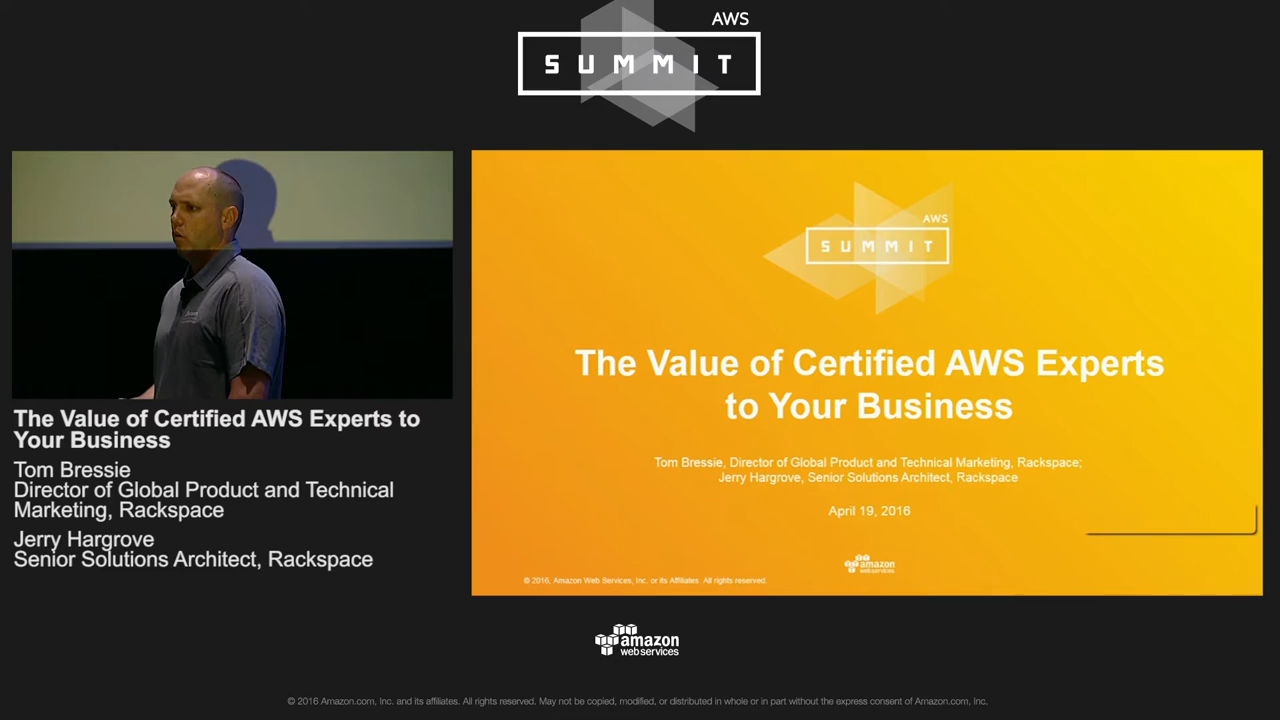 AWS
SUMMIT
AWS
SUMMIT
The Value of Certified AWS Experts
to Your Business
Tom Bressie, Director of Global Product and Technical Marketing, Rackspace;
Jerry Hargrove, Senior Solutions Architect, Rackspace
April 19, 2016
amazon
web services
© 2016, Amazon Web Services, Inc. or its Affiliates. All rights reserved.
The Value of Certified AWS Experts to
Your Business
Tom Bressie
Director of Global Product and Technical
Marketing, Rackspace
Jerry Hargrove
Senior Solutions Architect, Rackspace
amazon
web services
© 2016 Amazon.com, Inc. and its affiliates. All rights reserved. May not be copied, modified, or distributed in whole or in part without the express consent of Amazon.com, Inc.